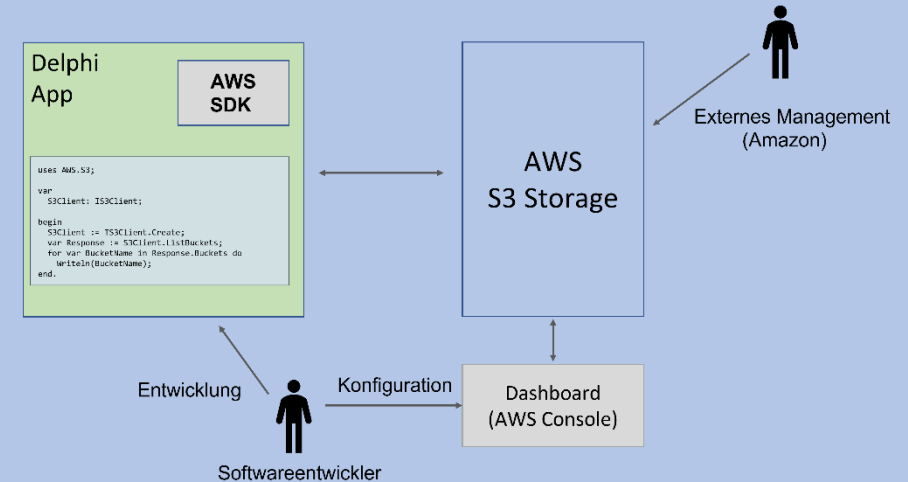 Delphi
App
AWS
SDK
uses AWS.S3;
var
S3Client: IS3Client;
begin
S3Client := TS3Client.Create;
var Response := S3Client.ListBuckets;
for var BucketName in Response.Buckets do
Writeln(BucketName);
end.
AWS
S3 Storage
Externes Management
(Amazon)
Entwicklung
Konfiguration
Dashboard
(AWS Console)
Softwareentwickler